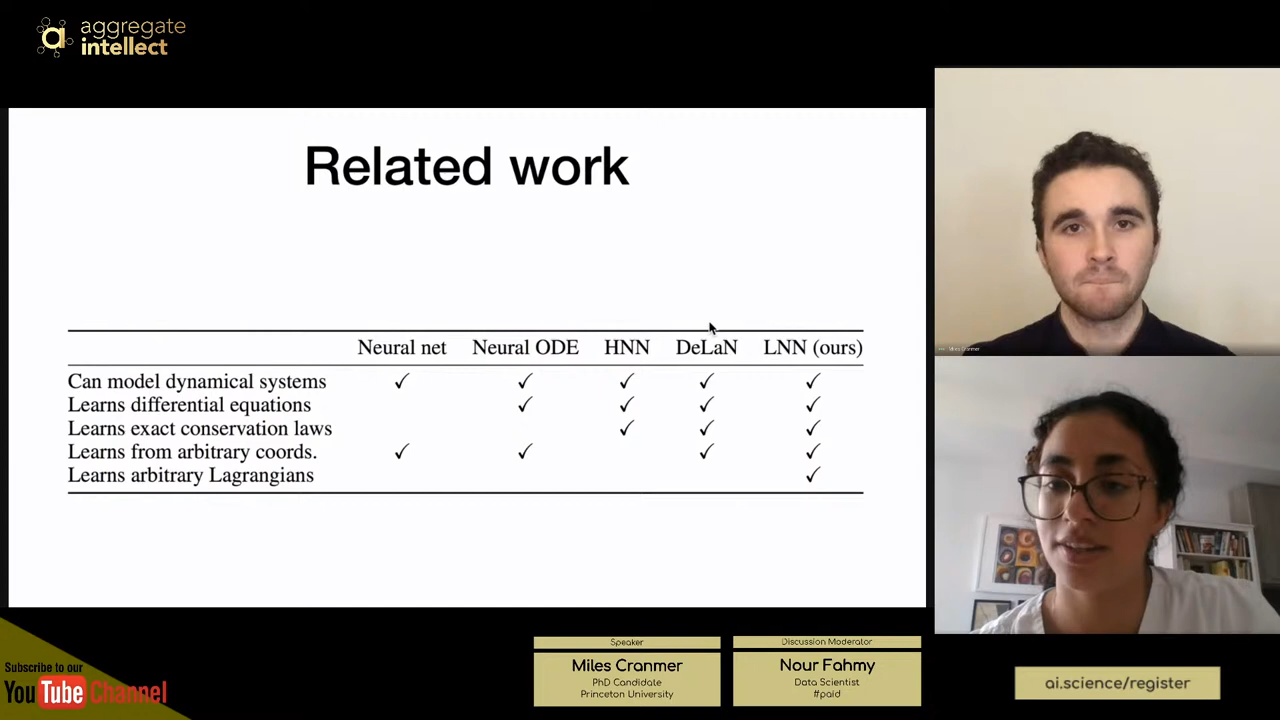 aggregate
intellect
Related work
Neural net Neural ODE HNN DeLaN LNN (ours)
Can model dynamical systems ✓ ✓ ✓ ✓ ✓
Learns differential equations ✓ ✓ ✓ ✓
Learns exact conservation laws ✓ ✓ ✓
Learns from arbitrary coords. ✓ ✓ ✓ ✓
Learns arbitrary Lagrangians ✓
Miles Cranmer
Subscribe to our
YouTube Channel
Speaker
Miles Cranmer
PhD Candidate
Princeton University
Discussion Moderator
Nour Fahmy
Data Scientist
#paid
ai.science/register